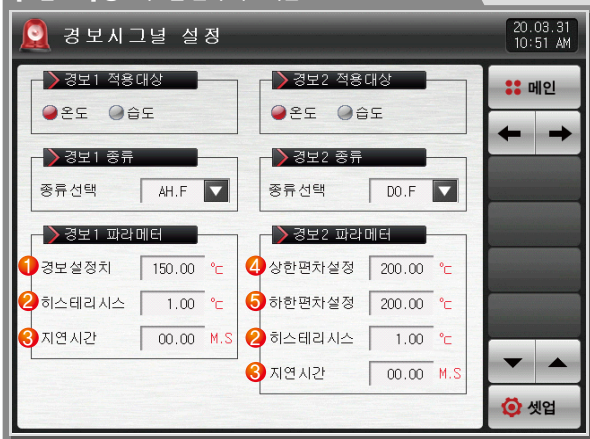 경보시그널 설정
20.03.31
10:51 AM
경보1 적용대상
온도 습도
경보2 적용대상
온도 습도
경보1 종류
종류선택 AH.F
경보2 종류
종류선택 DO.F
경보1 파라메터
① 경보설정치 150.00 ℃
② 히스테리시스 1.00 ℃
③ 지연시간 00.00 M.S
경보2 파라메터
④ 상한편차설정 200.00 ℃
⑤ 하한편차설정 200.00 ℃
② 히스테리시스 1.00 ℃
③ 지연시간 00.00 M.S
메인
셋업